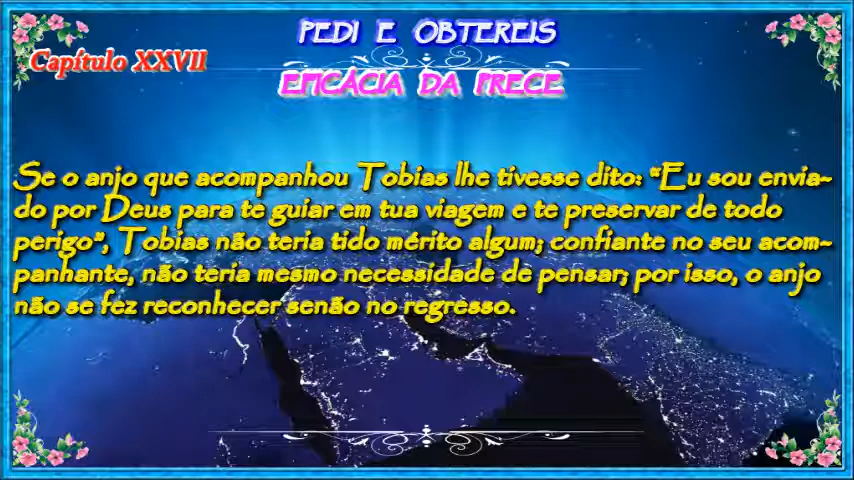 PEDI E OBTEREIS
Capítulo XXVII
EFICÁCIA DA PRECE
Se o anjo que acompanhou Tobias lhe tivesse dito: “Eu sou envia-
do por Deus para te guiar em tua viagem e te preservar de todo
perigo”, Tobias não teria tido mérito algum; confiante no seu acom-
panhante, não teria mesmo necessidade de pensar; por isso, o anjo
não se fez reconhecer senão no regresso.